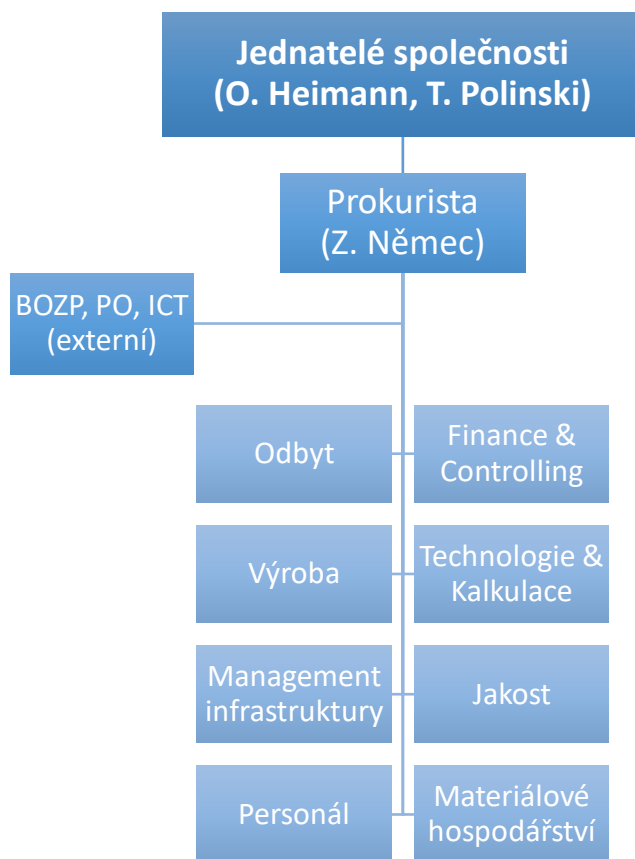 Jednatelé společnosti
(O. Heimann, T. Polinski)
Prokurista
(Z. Němec)
BOZP, PO, ICT
(externí)
Odbyt
Finance &
Controlling
Výroba
Technologie &
Kalkulace
Management
infrastruktury
Jakost
Personál
Materiálové
hospodářství